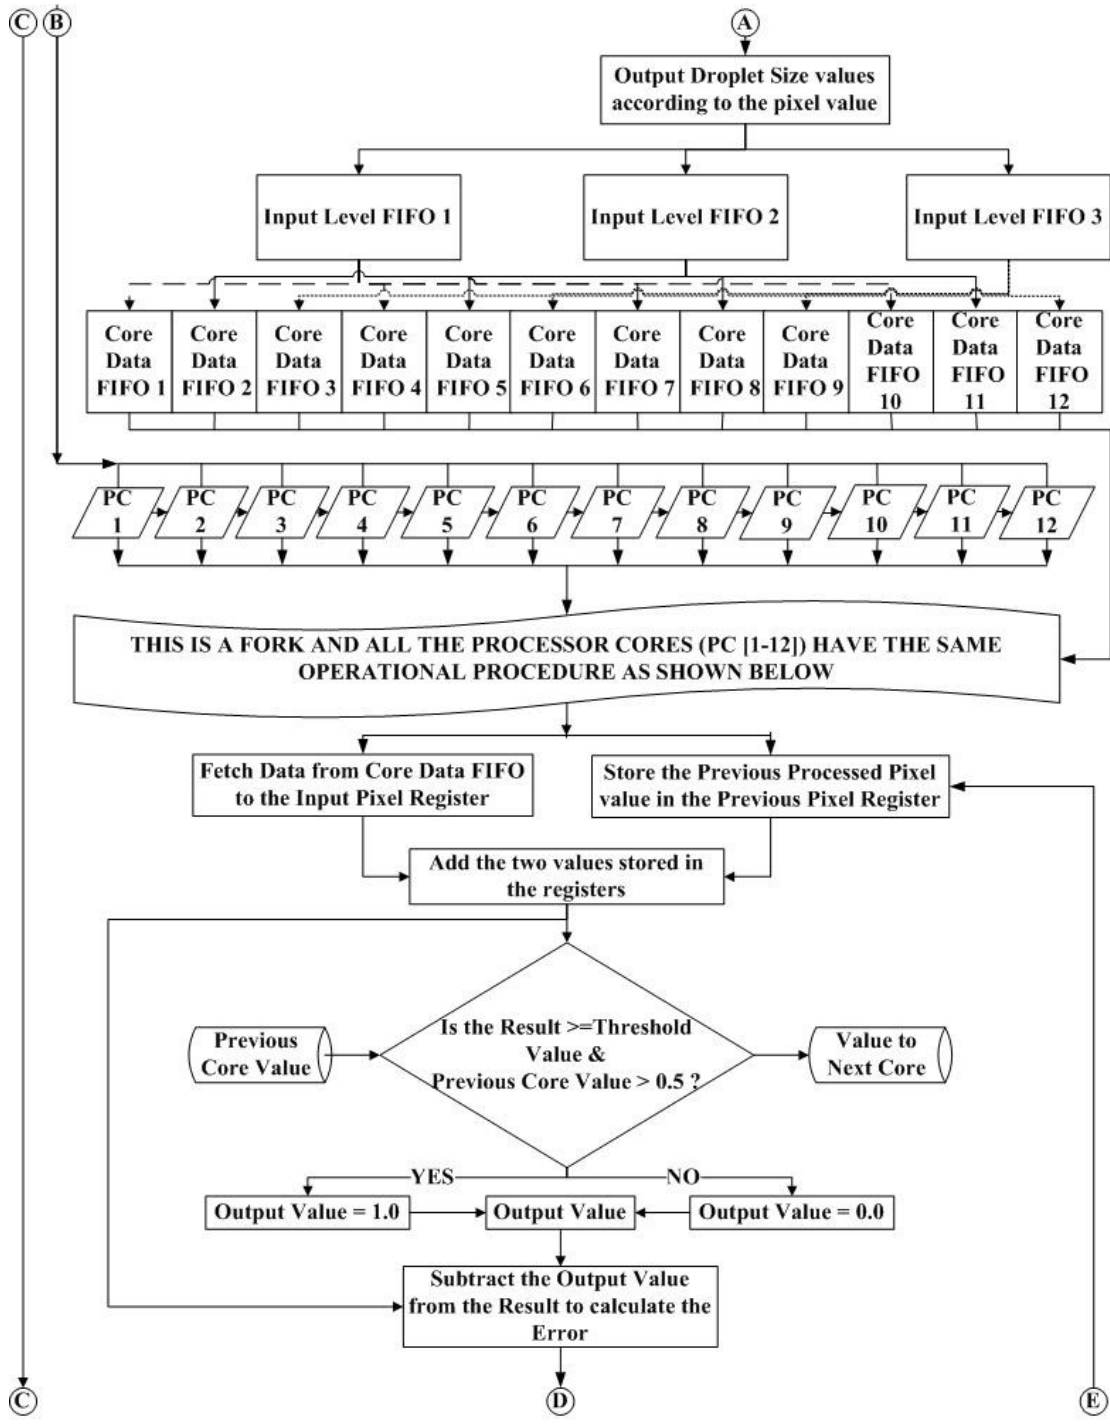 C
B
A
Output Droplet Size values
according to the pixel value
Input Level FIFO 1
Input Level FIFO 2
Input Level FIFO 3
Core
Data
FIFO 1
Core
Data
FIFO 2
Core
Data
FIFO 3
Core
Data
FIFO 4
Core
Data
FIFO 5
Core
Data
FIFO 6
Core
Data
FIFO 7
Core
Data
FIFO 8
Core
Data
FIFO 9
Core
Data
FIFO
10
Core
Data
FIFO
11
Core
Data
FIFO
12
PC
1
PC
2
PC
3
PC
4
PC
5
PC
6
PC
7
PC
8
PC
9
PC
10
PC
11
PC
12
THIS IS A FORK AND ALL THE PROCESSOR CORES (PC [1-12]) HAVE THE SAME
OPERATIONAL PROCEDURE AS SHOWN BELOW
Fetch Data from Core Data FIFO
to the Input Pixel Register
Store the Previous Processed Pixel
value in the Previous Pixel Register
Add the two values stored in
the registers
Previous
Core Value
Is the Result >=Threshold
Value &
Previous Core Value > 0.5 ?
Value to
Next Core
YES
NO
Output Value = 1.0
Output Value
Output Value = 0.0
Subtract the Output Value
from the Result to calculate the
Error
C
D
E